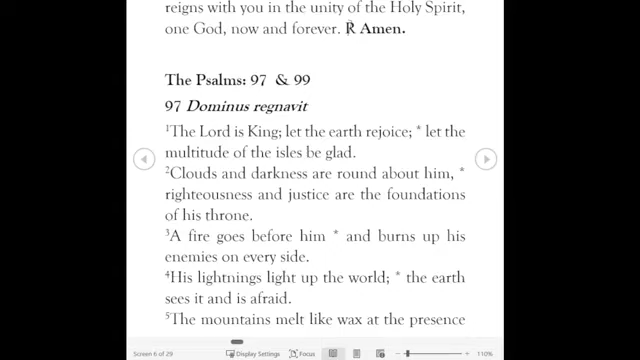 reigns with you in the unity of the Holy Spirit,
one God, now and forever. ℟ Amen.
The Psalms: 97 & 99
97 Dominus regnavit
¹The Lord is King; let the earth rejoice; * let the
multitude of the isles be glad.
²Clouds and darkness are round about him, *
righteousness and justice are the foundations
of his throne.
³A fire goes before him * and burns up his
enemies on every side.
⁴His lightnings light up the world; * the earth
sees it and is afraid.
⁵The mountains melt like wax at the presence
Screen 6 of 29 Display Settings Focus 110%